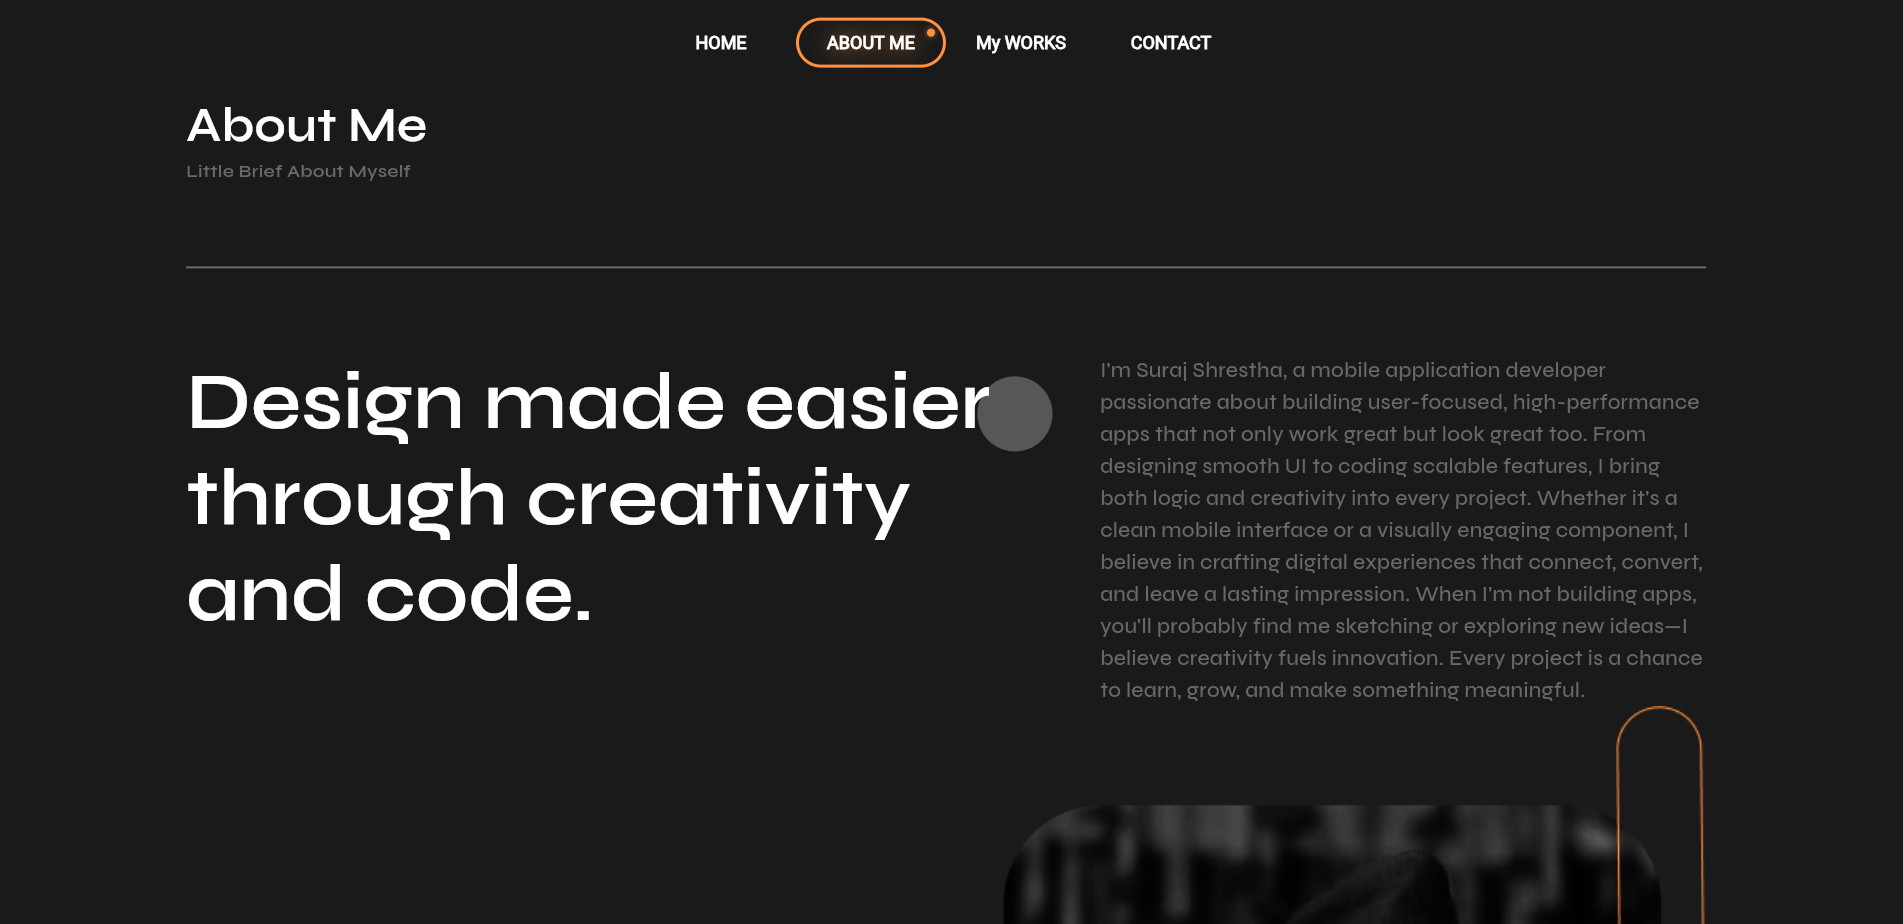 HOME
ABOUT ME
My WORKS
CONTACT
About Me
Little Brief About Myself
Design made easier
through creativity
and code.
I'm Suraj Shrestha, a mobile application developer
passionate about building user-focused, high-performance
apps that not only work great but look great too. From
designing smooth UI to coding scalable features, I bring
both logic and creativity into every project. Whether it's a
clean mobile interface or a visually engaging component, I
believe in crafting digital experiences that connect, convert,
and leave a lasting impression. When I'm not building apps,
you'll probably find me sketching or exploring new ideas—I
believe creativity fuels innovation. Every project is a chance
to learn, grow, and make something meaningful.